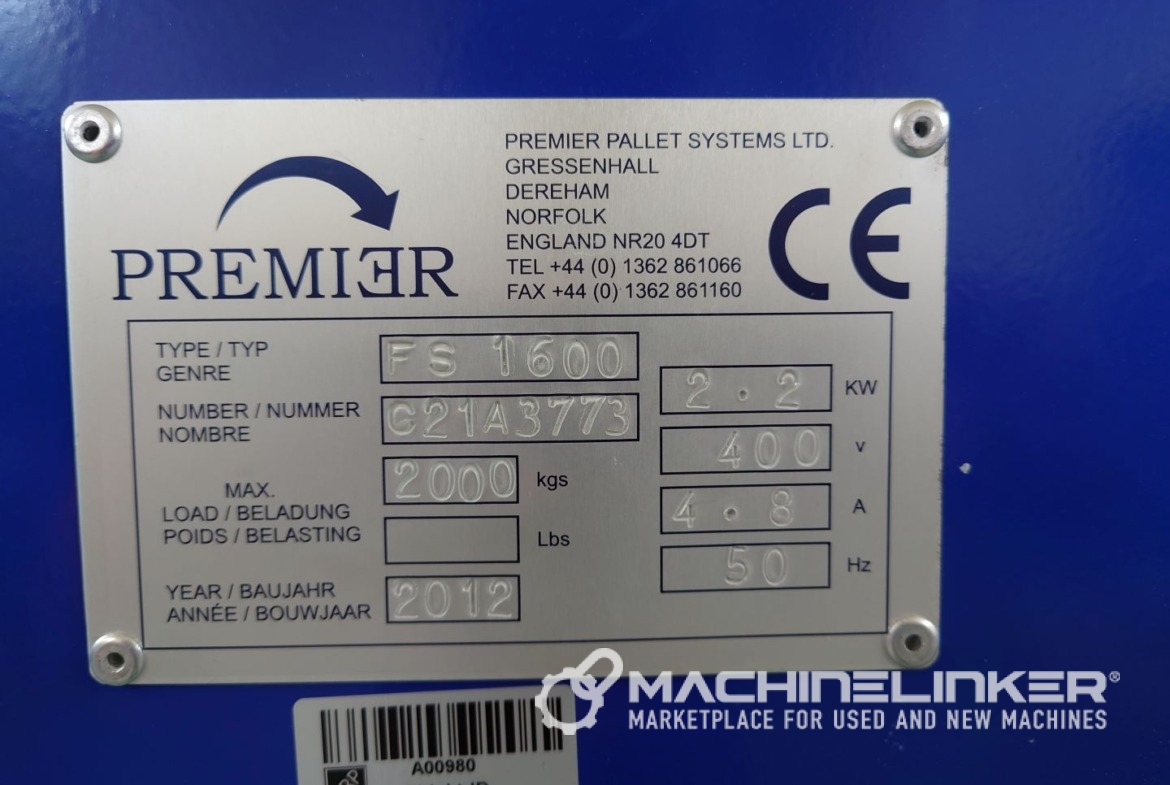 PREMIER
PREMIER PALLET SYSTEMS LTD.
GRESSENHALL
DEREHAM
NORFOLK
ENGLAND NR20 4DT
TEL +44 (0) 1362 861066
FAX +44 (0) 1362 861160
CE
TYPE / TYP
GENRE
FS 1600
NUMBER / NUMMER
NOMBRE
G21A3773
MAX.
LOAD / BELADUNG
POIDS / BELASTING
2000 kgs
Lbs
YEAR / BAUJAHR
ANNÉE / BOUWJAAR
2012
2.2 KW
400 v
4.8 A
50 Hz
A00980
MACHINELINKER®
MARKETPLACE FOR USED AND NEW MACHINES